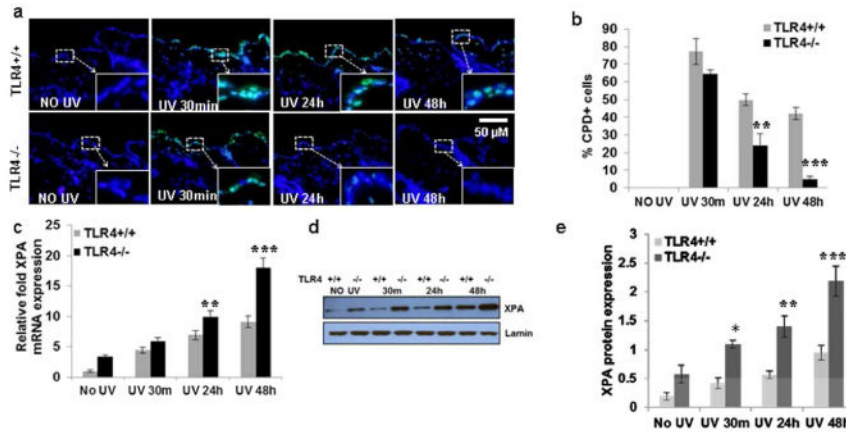 a
TLR4+/+
NO UV
UV 30min
UV 24h
UV 48h
TLR4-/-
50 µM
NO UV
UV 30min
UV 24h
UV 48h
b
% CPD+ cells
90
80
70
60
50
40
30
20
10
0
TLR4+/+
TLR4-/-
**
***
NO UV UV 30m UV 24h UV 48h
c
Relative fold XPA
mRNA expression
25
20
15
10
5
0
TLR4+/+
TLR4-/-
**
***
No UV UV 30m UV 24h UV 48h
d
TLR4 +/+ -/- +/+ -/- +/+ -/- +/+ -/-
NO UV 30m 24h 48h
XPA
Lamin
e
XPA protein expression
3
2.5
2
1.5
1
0.5
0
TLR4+/+
TLR4-/-
*
**
***
No UV UV 30m UV 24h UV 48h